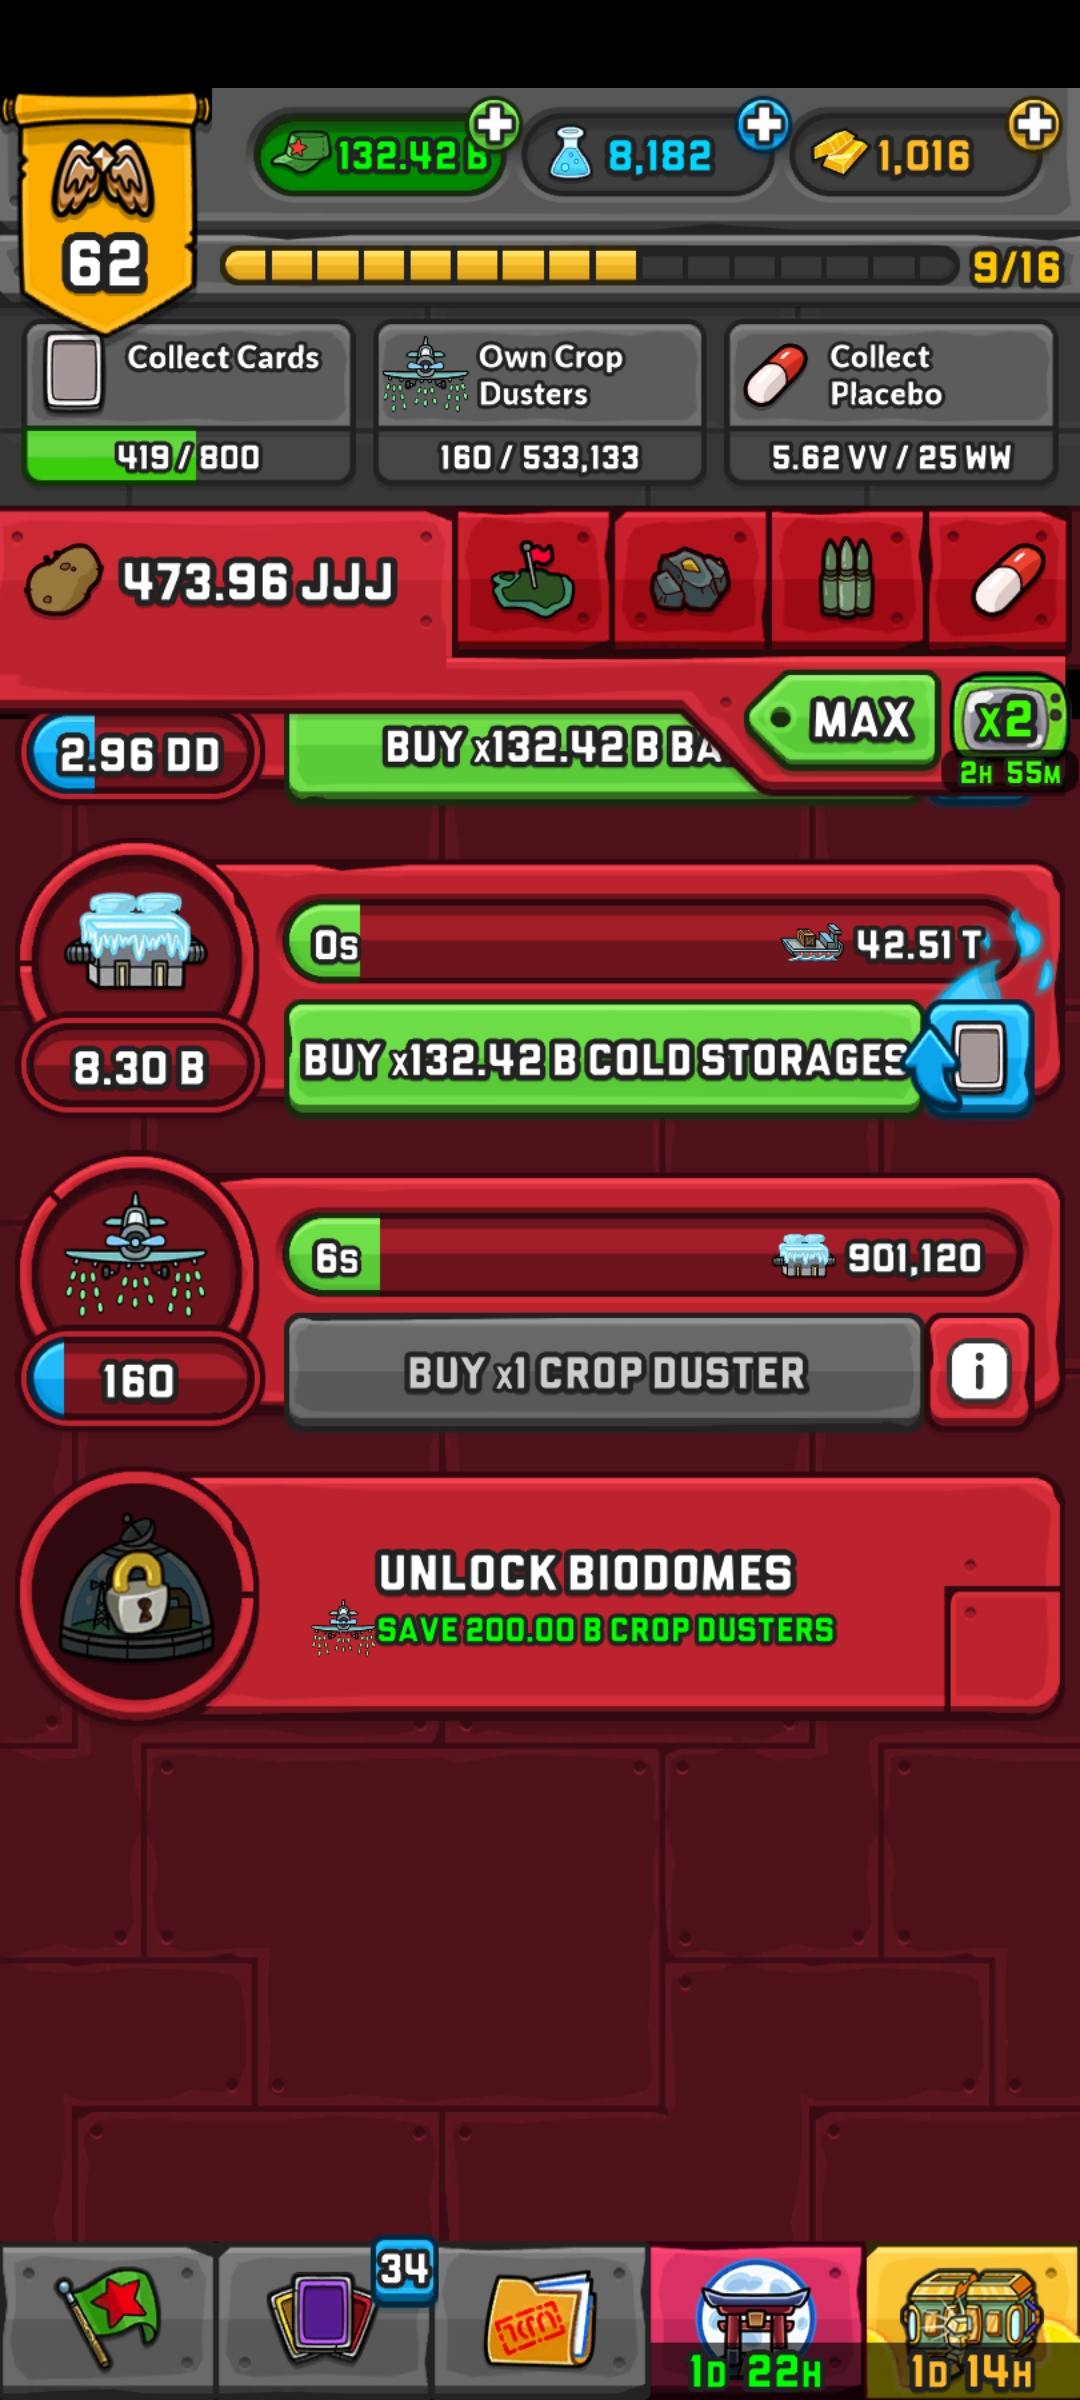 132.42 B
8,182
1,016
62
9/16
Collect Cards
419 / 800
Own Crop
Dusters
160 / 533,133
Collect
Placebo
5.62 VV / 25 WW
473.96 JJJ
MAX
x2
2H 55M
2.96 DD
BUY x132.42 B BA
0s
42.51 T
8.30 B
BUY x132.42 B COLD STORAGES
6s
901,120
160
BUY x1 CROP DUSTER
i
UNLOCK BIODOMES
SAVE 200.00 B CROP DUSTERS
34
1D 22H
1D 14H